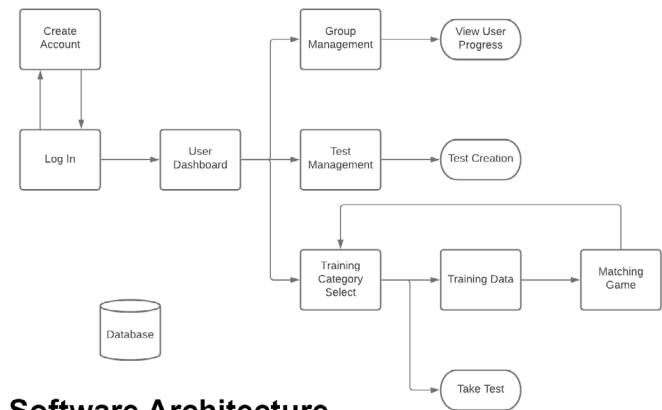 Create
Account
Group
Management
View User
Progress
Log In
User
Dashboard
Test
Management
Test Creation
Training
Category
Select
Training Data
Matching
Game
Database
Take Test
Software Architecture